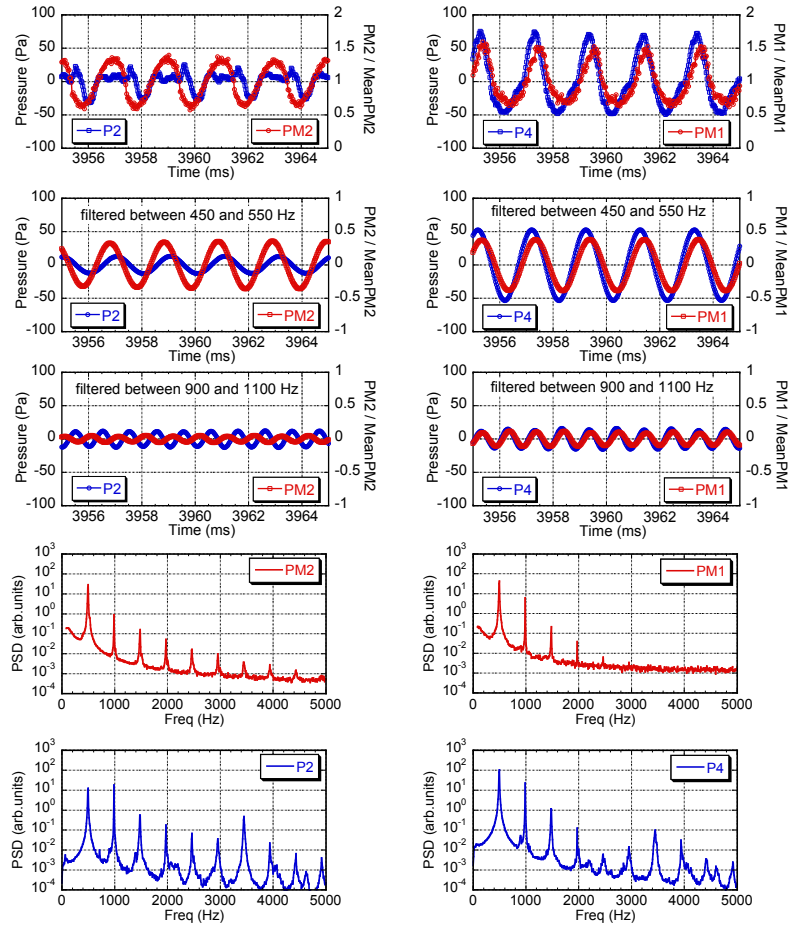 100
50
0
-50
-100
Pressure (Pa)
2
1.5
1
0.5
0
PM2 / MeanPM2
P2
PM2
3956 3958 3960 3962 3964
Time (ms)
100
50
0
-50
-100
Pressure (Pa)
2
1.5
1
0.5
0
PM1 / MeanPM1
P4
PM1
3956 3958 3960 3962 3964
Time (ms)
100
50
0
-50
-100
Pressure (Pa)
filtered between 450 and 550 Hz
1
0.5
0
-0.5
-1
PM2 / MeanPM2
P2
PM2
3956 3958 3960 3962 3964
Time (ms)
100
50
0
-50
-100
Pressure (Pa)
filtered between 450 and 550 Hz
1
0.5
0
-0.5
-1
PM1 / MeanPM1
P4
PM1
3956 3958 3960 3962 3964
Time (ms)
100
50
0
-50
-100
Pressure (Pa)
filtered between 900 and 1100 Hz
1
0.5
0
-0.5
-1
PM2 / MeanPM2
P2
PM2
3956 3958 3960 3962 3964
Time (ms)
100
50
0
-50
-100
Pressure (Pa)
filtered between 900 and 1100 Hz
1
0.5
0
-0.5
-1
PM1 / MeanPM1
P4
PM1
3956 3958 3960 3962 3964
Time (ms)
10³
10²
10¹
10⁰
10⁻¹
10⁻²
10⁻³
10⁻⁴
PSD (arb.units)
PM2
0 1000 2000 3000 4000 5000
Freq (Hz)
10³
10²
10¹
10⁰
10⁻¹
10⁻²
10⁻³
10⁻⁴
PSD (arb.units)
PM1
0 1000 2000 3000 4000 5000
Freq (Hz)
10³
10²
10¹
10⁰
10⁻¹
10⁻²
10⁻³
10⁻⁴
PSD (arb.units)
P2
0 1000 2000 3000 4000 5000
Freq (Hz)
10³
10²
10¹
10⁰
10⁻¹
10⁻²
10⁻³
10⁻⁴
PSD (arb.units)
P4
0 1000 2000 3000 4000 5000
Freq (Hz)